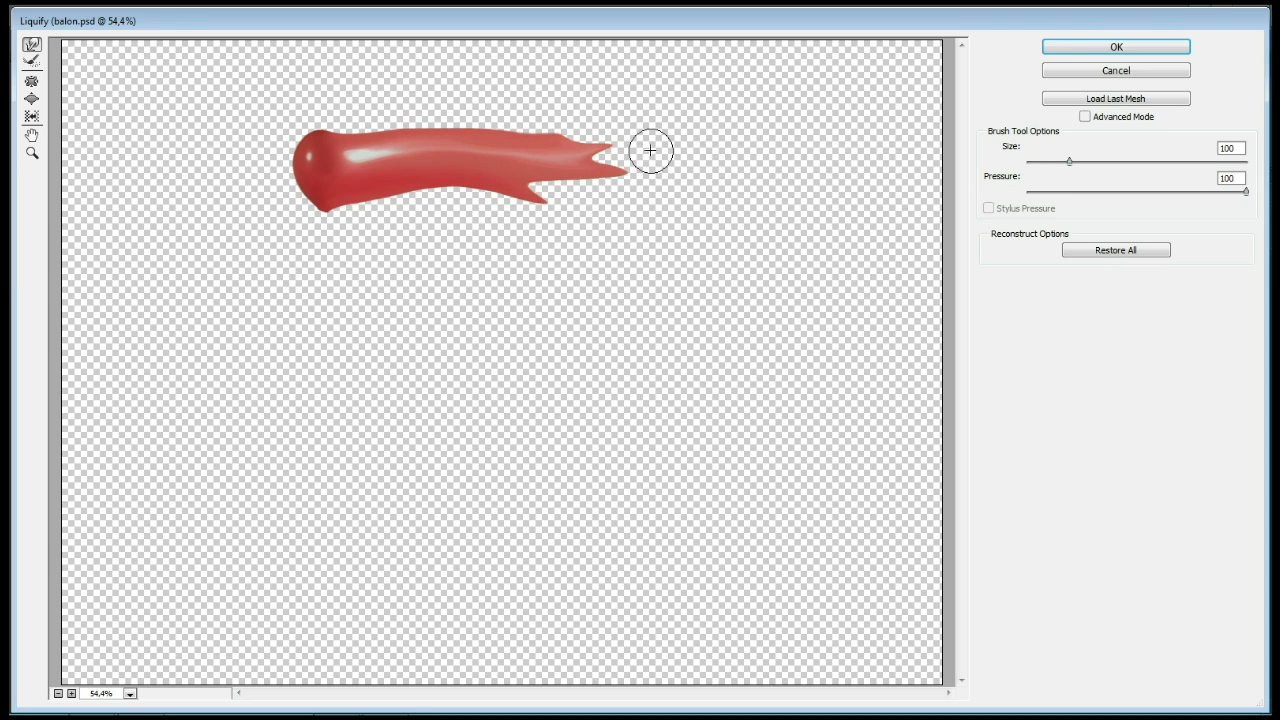 Liquify (balon.psd @ 54,4%)
OK
Cancel
Load Last Mesh
Advanced Mode
Brush Tool Options
Size:
100
Pressure:
100
Stylus Pressure
Reconstruct Options
Restore All
54,4%